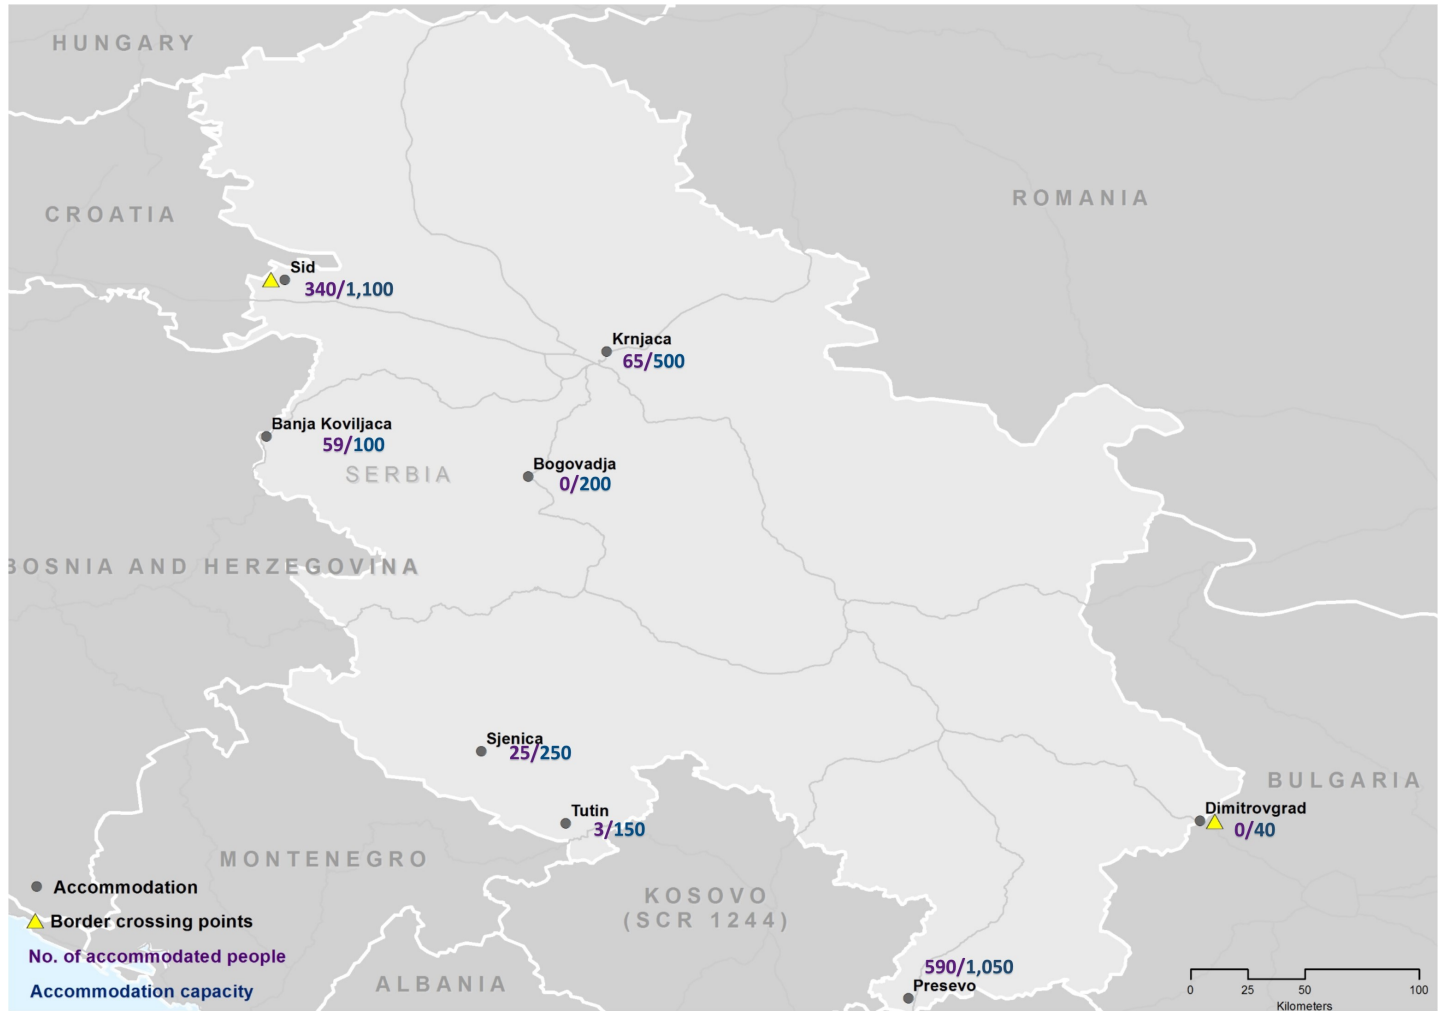 HUNGARY
ROMANIA
CROATIA
Sid
340/1,100
Krnjaca
65/500
Banja Koviljaca
59/100
SERBIA
Bogovadja
0/200
BOSNIA AND HERZEGOVINA
Sjenica
25/250
BULGARIA
Dimitrovgrad
0/40
Tutin
3/150
MONTENEGRO
KOSOVO
(SCR 1244)
590/1,050
Presevo
ALBANIA
Accommodation
Border crossing points
No. of accommodated people
Accommodation capacity
0 25 50 100
Kilometers